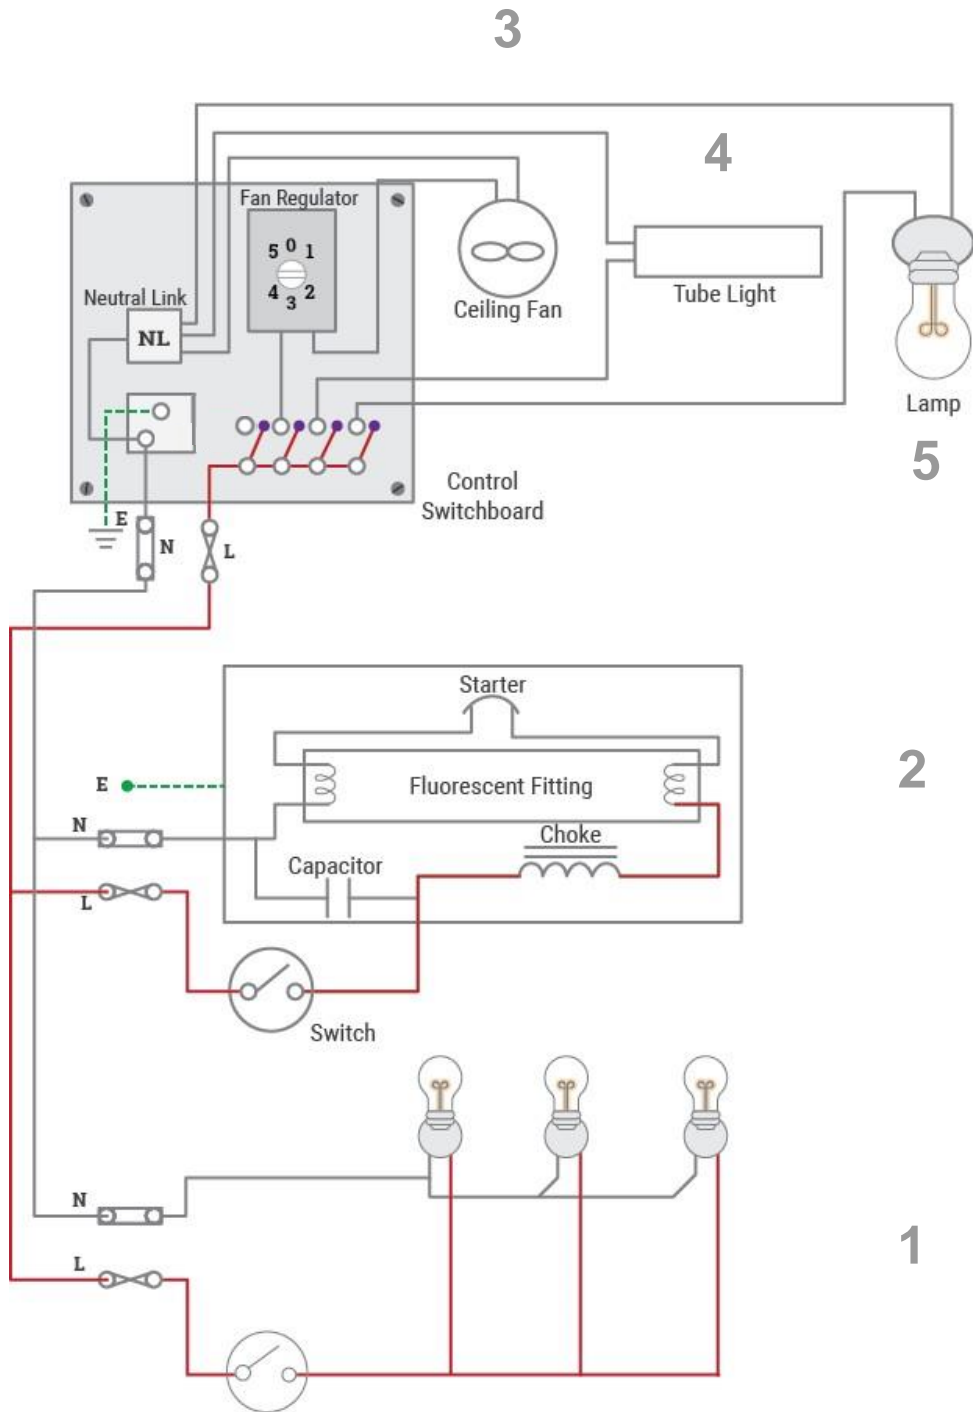 3
4
Fan Regulator
5 0 1
4 3 2
Neutral Link
NL
Ceiling Fan
Tube Light
Lamp
5
Control
Switchboard
E
N
L
Starter
2
E
Fluorescent Fitting
N
Choke
Capacitor
L
Switch
N
1
L